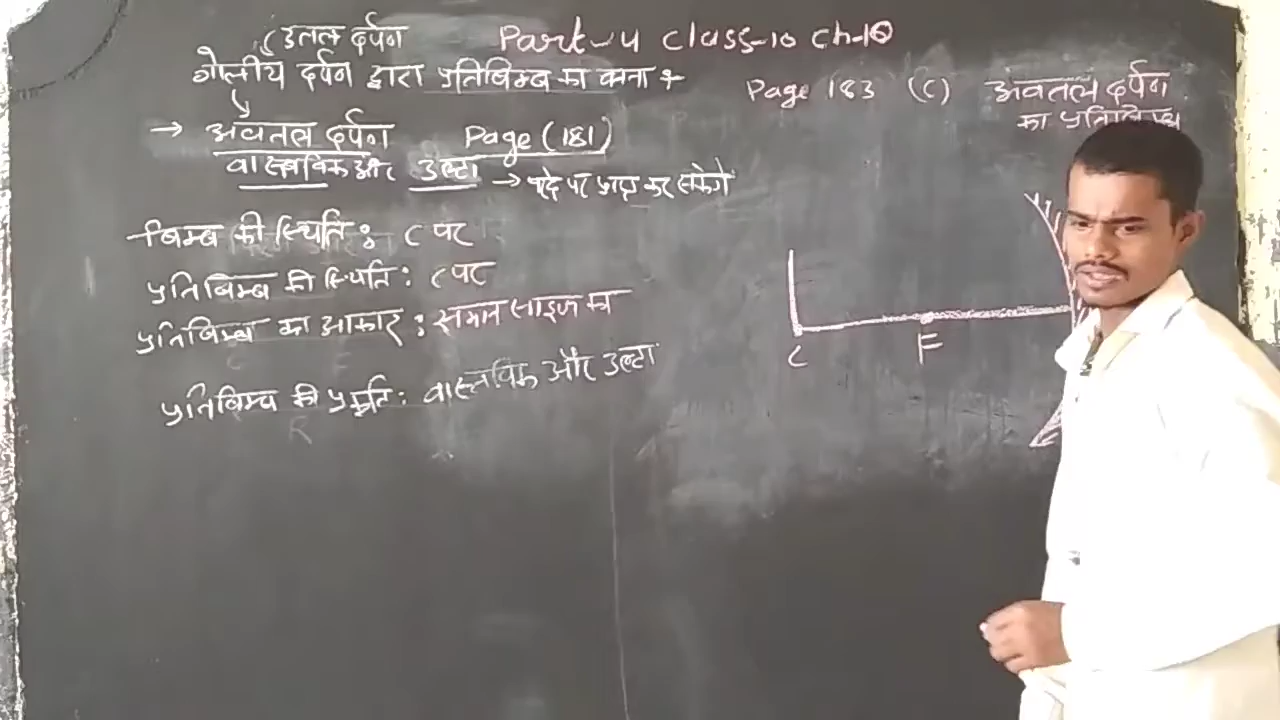 उतल दर्पण
Part-4 Class-10 Ch-10
गोलीय दर्पण द्वारा प्रतिबिम्ब का बनना
→ अवतल दर्पण Page (181)
वास्तविक और उल्टा → पर्दे पर प्राप्त कर सकेगे
बिम्ब की स्थिति : C पर
प्रतिबिम्ब की स्थिति : C पर
प्रतिबिम्ब का आकार : समान साइज का
प्रतिबिम्ब की प्रकृति : वास्तविक और उल्टा
Page 183 (C) अवतल दर्पण
का प्रतिबिम्ब
C F